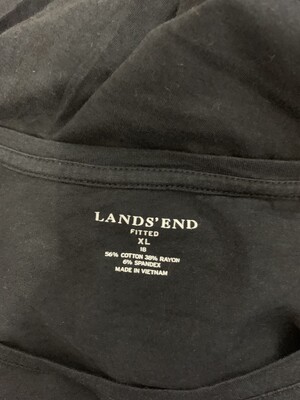 LANDS' END
FITTED
XL
18
56% COTTON 38% RAYON
6% SPANDEX
MADE IN VIETNAM